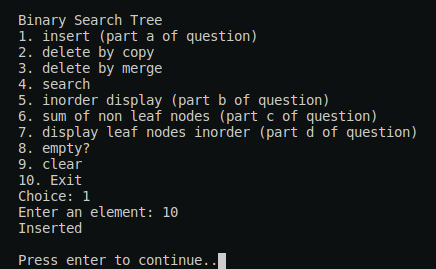 Binary Search Tree
1. insert (part a of question)
2. delete by copy
3. delete by merge
4. search
5. inorder display (part b of question)
6. sum of non leaf nodes (part c of question)
7. display leaf nodes inorder (part d of question)
8. empty?
9. clear
10. Exit
Choice: 1
Enter an element: 10
Inserted
Press enter to continue..